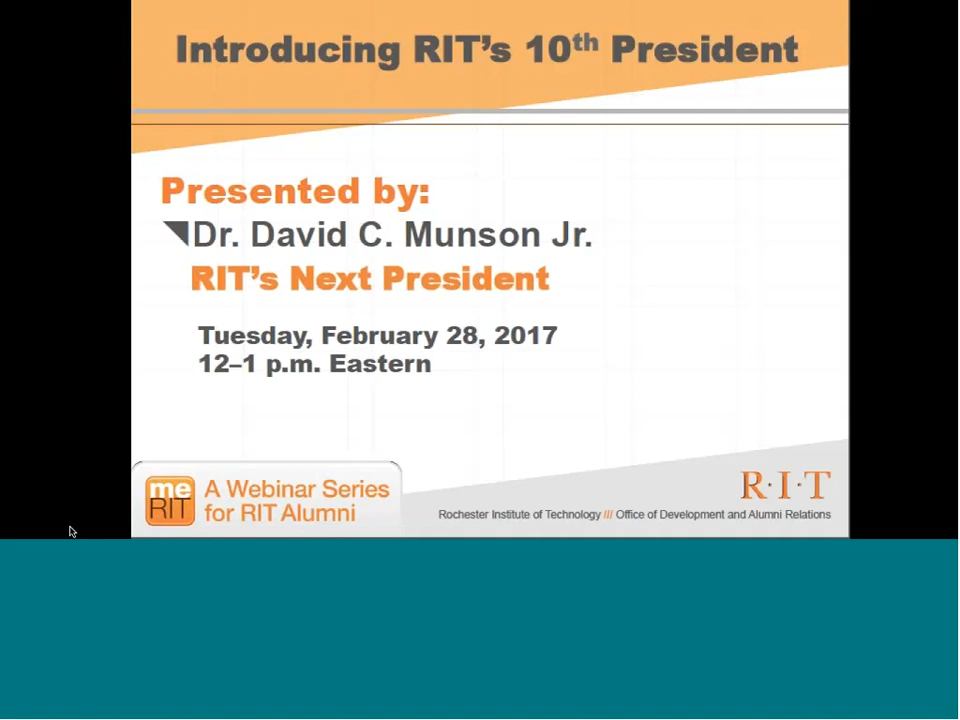 Introducing RIT's 10th President
Presented by:
Dr. David C. Munson Jr.
RIT's Next President
Tuesday, February 28, 2017
12–1 p.m. Eastern
me
RIT
A Webinar Series
for RIT Alumni
R·I·T
Rochester Institute of Technology /// Office of Development and Alumni Relations